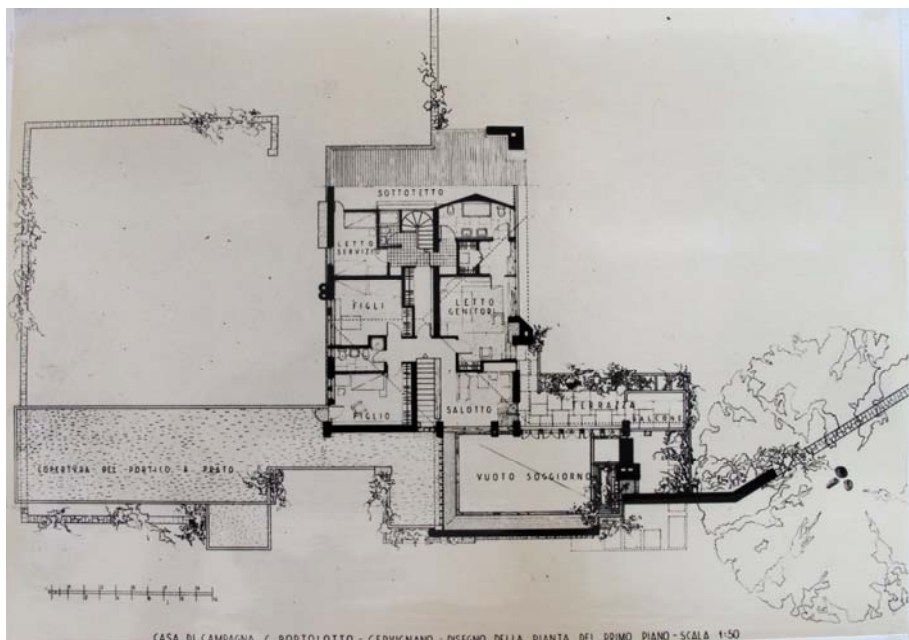 SOTTOTETTO
LETTO
SERVIZIO
FIGLI
LETTO
GENITORI
FIGLIO
SALOTTO
TERRAZZA
BALCONE
COPERTURA DEL PORTICO A PRATO
VUOTO SOGGIORNO
CASA DI CAMPAGNA C. BORTOLOTTO - CERVIGNANO - DISEGNO DELLA PIANTA DEL PRIMO PIANO - SCALA 1:50